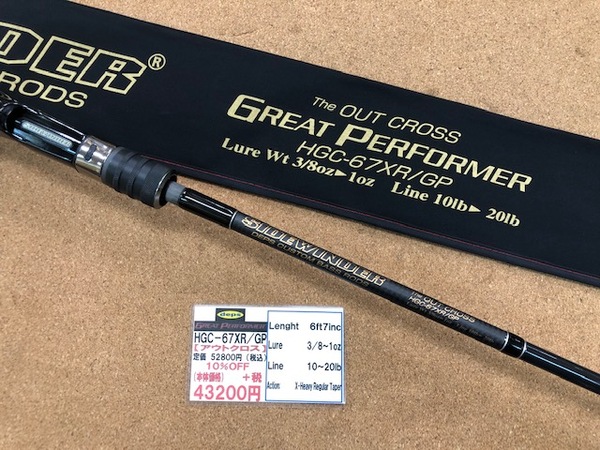 DER®
RODS
The OUT CROSS
GREAT PERFORMER
HGC-67XR/GP
Lure Wt 3/8oz▶1oz Line 10lb▶20lb
SIDEWINDER
DEPS CUSTOM BASS RODS
The OUT CROSS
HGC-67XR/GP
deps
GREAT PERFORMER
HGC-67XR/GP
[アウトクロス]
定価 52800円(税込)
10%OFF
(本体価格) +税
43200円
Lenght 6ft7inc
Lure 3/8~1oz
Line 10~20lb
Action X-Heavy Regular Taper